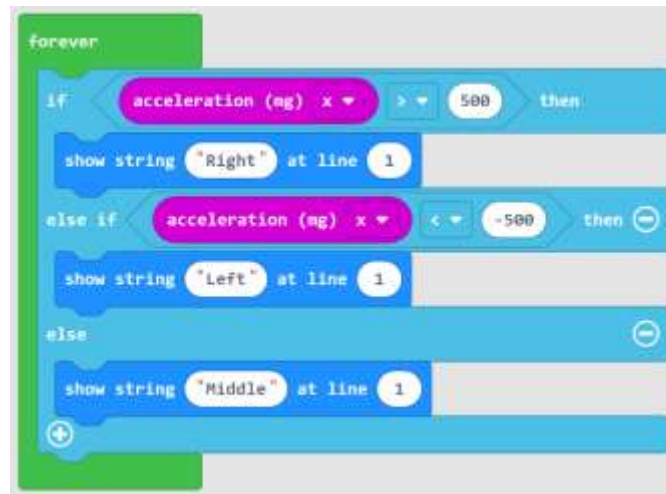 forever
if acceleration (mg) x > 500 then
show string "Right" at line 1
else if acceleration (mg) x < -500 then
show string "Left" at line 1
else
show string "Middle" at line 1